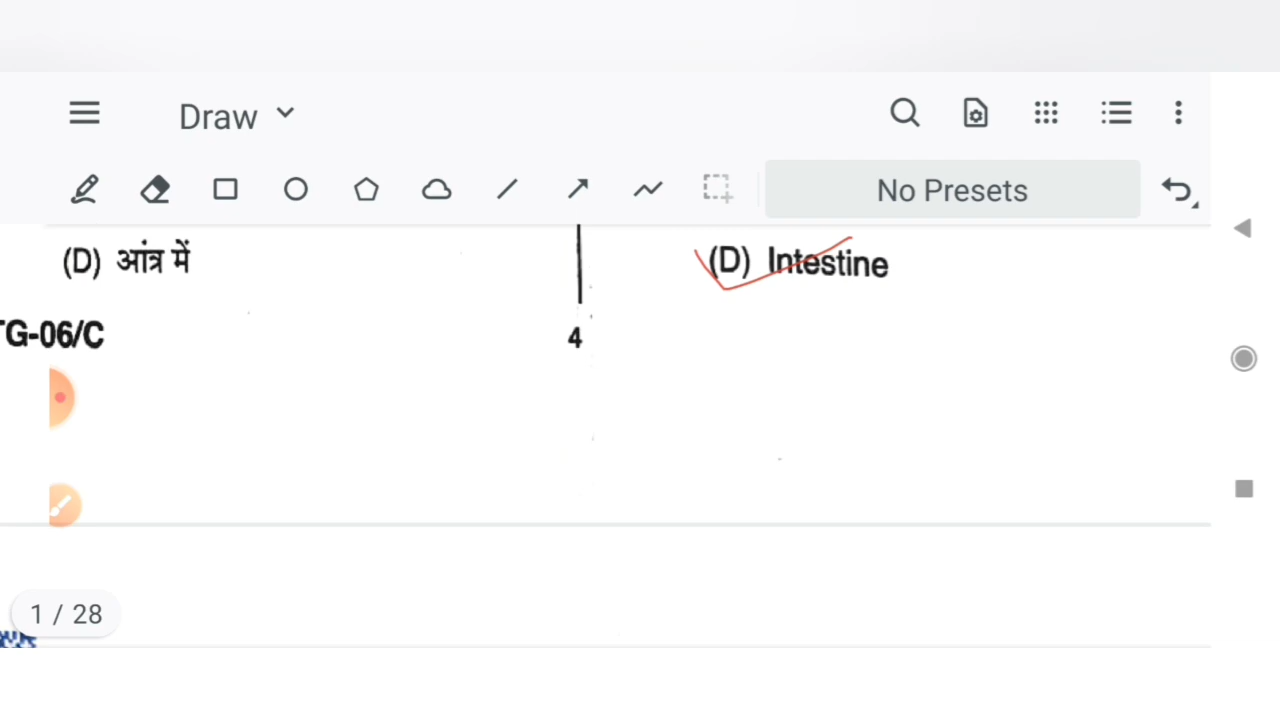 Draw
No Presets
(D) आंत्र में
(D) Intestine
TG-06/C
4
1 / 28